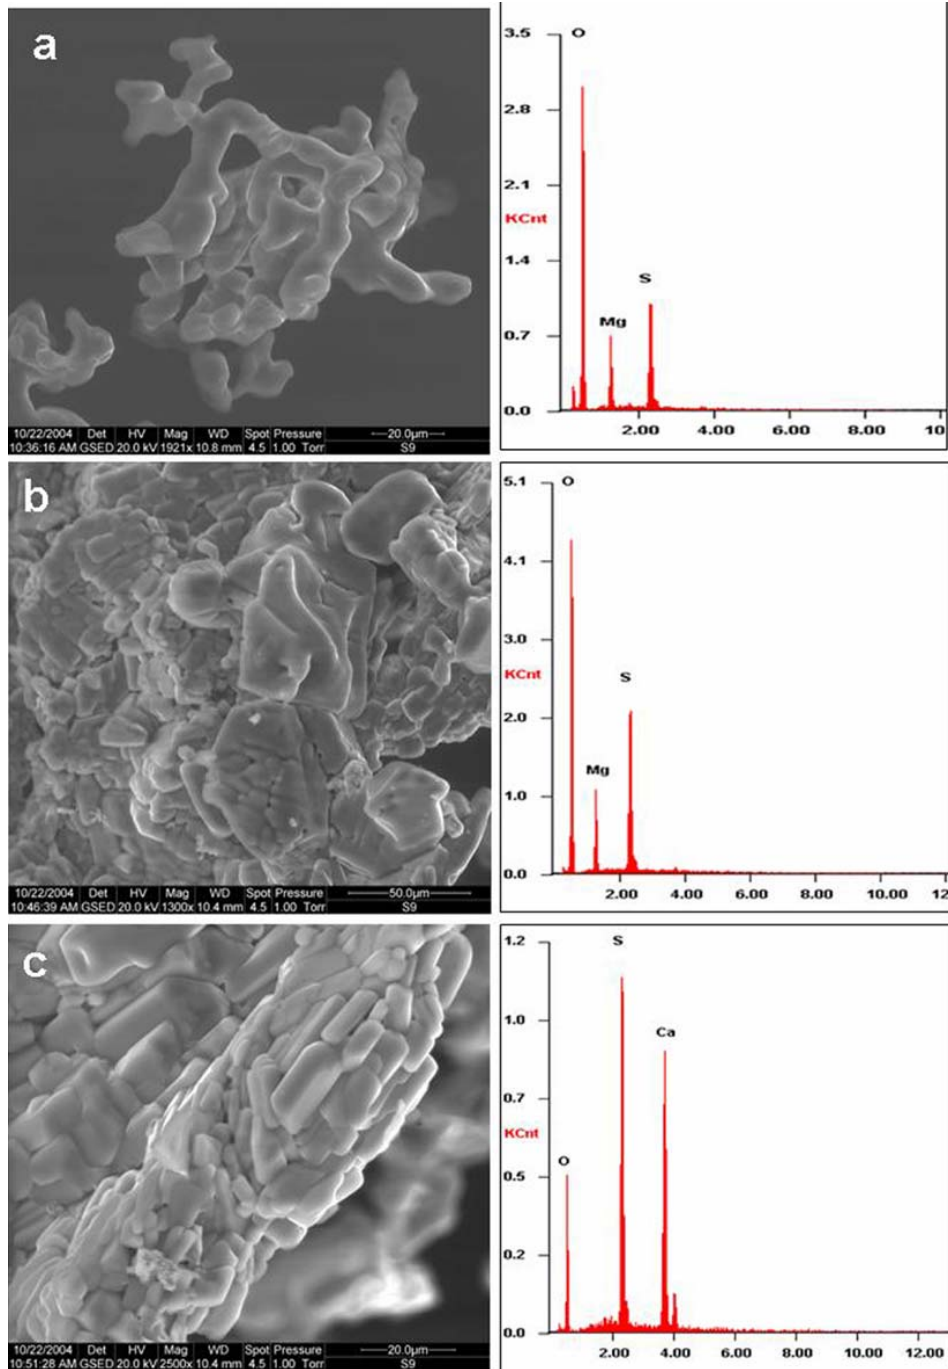 a
10/22/2004 Det HV Mag WD Spot Pressure 20.0µm
10:36:16 AM GSED 20.0 kV 1921x 10.8 mm 4.5 1.00 Torr S9
3.5
O
2.8
2.1
KCnt
1.4
S
Mg
0.7
0.0
2.00 4.00 6.00 8.00 10
b
10/22/2004 Det HV Mag WD Spot Pressure 50.0µm
10:46:39 AM GSED 20.0 kV 1300x 10.4 mm 4.5 1.00 Torr S9
5.1
O
4.1
3.0
KCnt
S
2.0
Mg
1.0
0.0
2.00 4.00 6.00 8.00 10.00 12.0
c
10/22/2004 Det HV Mag WD Spot Pressure 20.0µm
10:51:28 AM GSED 20.0 kV 2500x 10.4 mm 4.5 1.00 Torr S9
1.2
S
1.0
Ca
0.7
KCnt
O
0.5
0.2
0.0
2.00 4.00 6.00 8.00 10.00 12.00